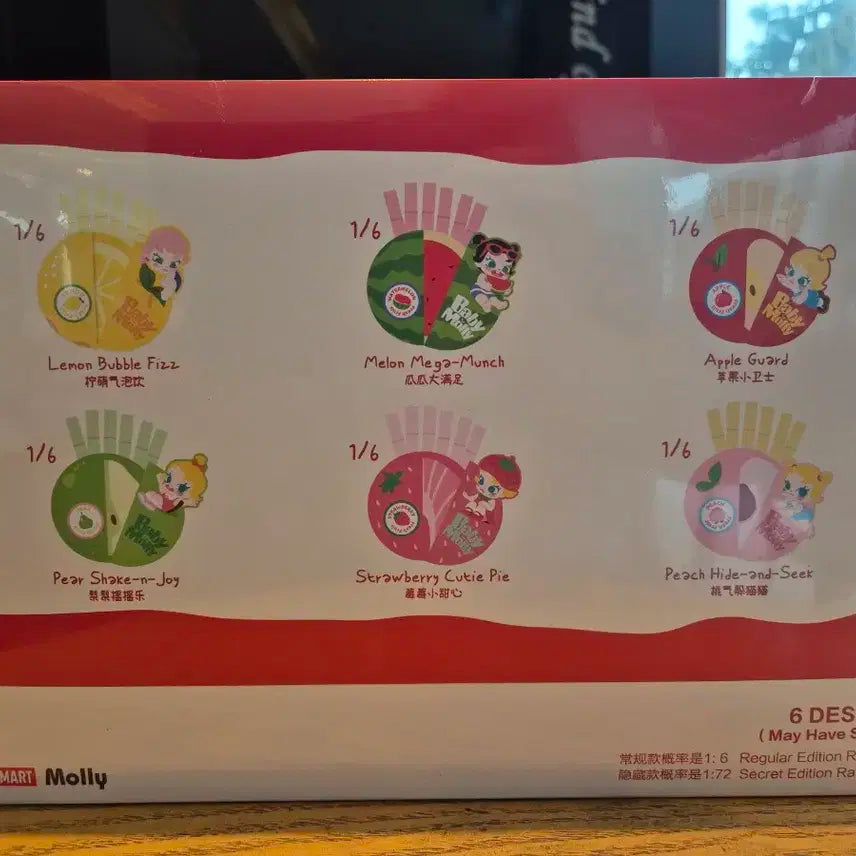 1/6
1/6
1/6
BABY
Molly
WATERMELON
Baby
Molly
APPLE
Baby
Molly
Lemon Bubble Fizz
柠萌气泡饮
Melon Mega-Munch
瓜瓜大满足
Apple Guard
苹果小卫士
1/6
1/6
1/6
Baby
Molly
STRAWBERRY
Baby
Molly
PEACH
Baby
Molly
Pear Shake-n-Joy
梨梨摇摇乐
Strawberry Cutie Pie
莓莓小甜心
Peach Hide-and-Seek
桃气躲猫猫
6 DES
( May Have S
常规款概率是1: 6 Regular Edition R
隐藏款概率是1:72 Secret Edition Ra
MART Molly